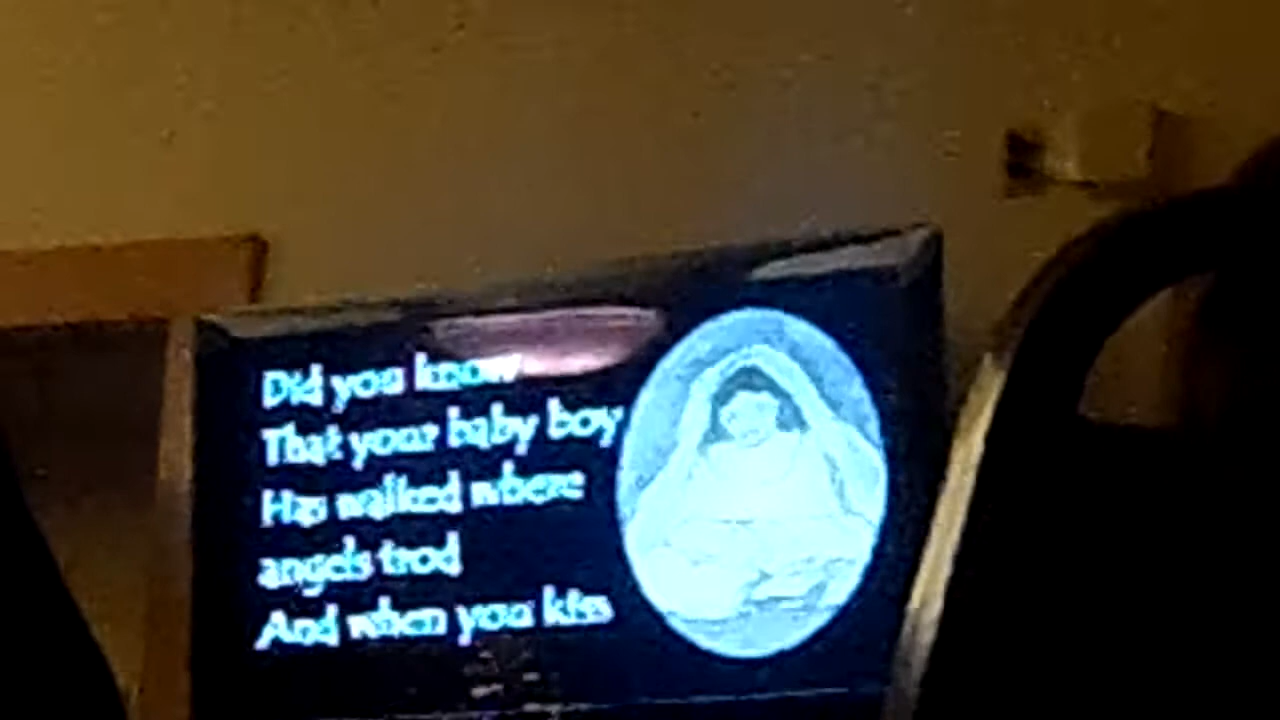 Did you know
That your baby boy
Has walked where
angels trod
And when you kiss